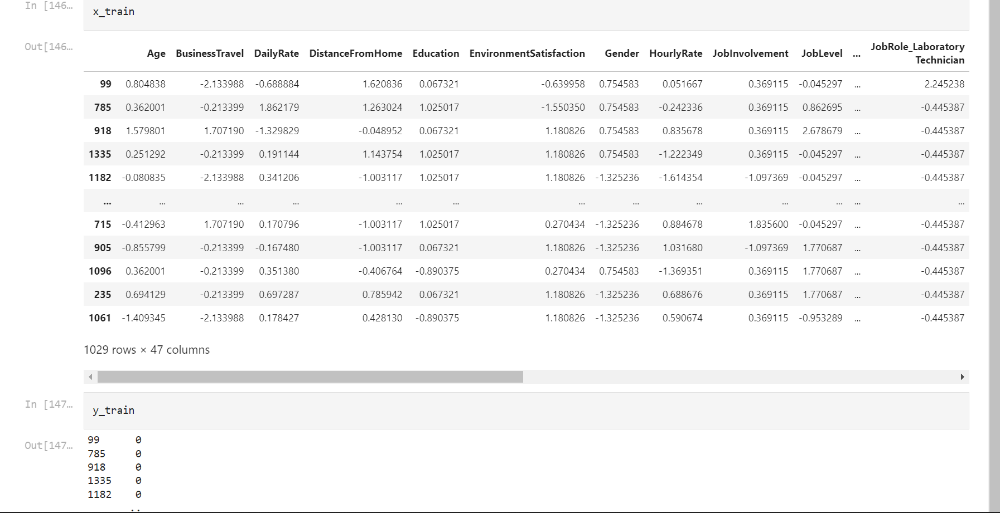 In [146…
x_train
Out[146…
Age BusinessTravel DailyRate DistanceFromHome Education EnvironmentSatisfaction Gender HourlyRate JobInvolvement JobLevel ... JobRole_Laboratory Technician
99 0.804838 -2.133988 -0.688884 1.620836 0.067321 -0.639958 0.754583 0.051667 0.369115 -0.045297 ... 2.245238
785 0.362001 -0.213399 1.862179 1.263024 1.025017 -1.550350 0.754583 -0.242336 0.369115 0.862695 ... -0.445387
918 1.579801 1.707190 -1.329829 -0.048952 0.067321 1.180826 0.754583 0.835678 0.369115 2.678679 ... -0.445387
1335 0.251292 -0.213399 0.191144 1.143754 1.025017 1.180826 0.754583 -1.222349 0.369115 -0.045297 ... -0.445387
1182 -0.080835 -2.133988 0.341206 -1.003117 1.025017 1.180826 -1.325236 -1.614354 -1.097369 -0.045297 ... -0.445387
... ... ... ... ... ... ... ... ... ... ... ... ...
715 -0.412963 1.707190 0.170796 -1.003117 1.025017 0.270434 -1.325236 0.884678 1.835600 -0.045297 ... -0.445387
905 -0.855799 -0.213399 -0.167480 -1.003117 0.067321 1.180826 -1.325236 1.031680 -1.097369 1.770687 ... -0.445387
1096 0.362001 -0.213399 0.351380 -0.406764 -0.890375 0.270434 0.754583 -1.369351 0.369115 1.770687 ... -0.445387
235 0.694129 -0.213399 0.697287 0.785942 0.067321 1.180826 -1.325236 0.688676 0.369115 1.770687 ... -0.445387
1061 -1.409345 -2.133988 0.178427 0.428130 -0.890375 1.180826 -1.325236 0.590674 0.369115 -0.953289 ... -0.445387
1029 rows × 47 columns
In [147…
y_train
Out[147…
99 0
785 0
918 0
1335 0
1182 0
..